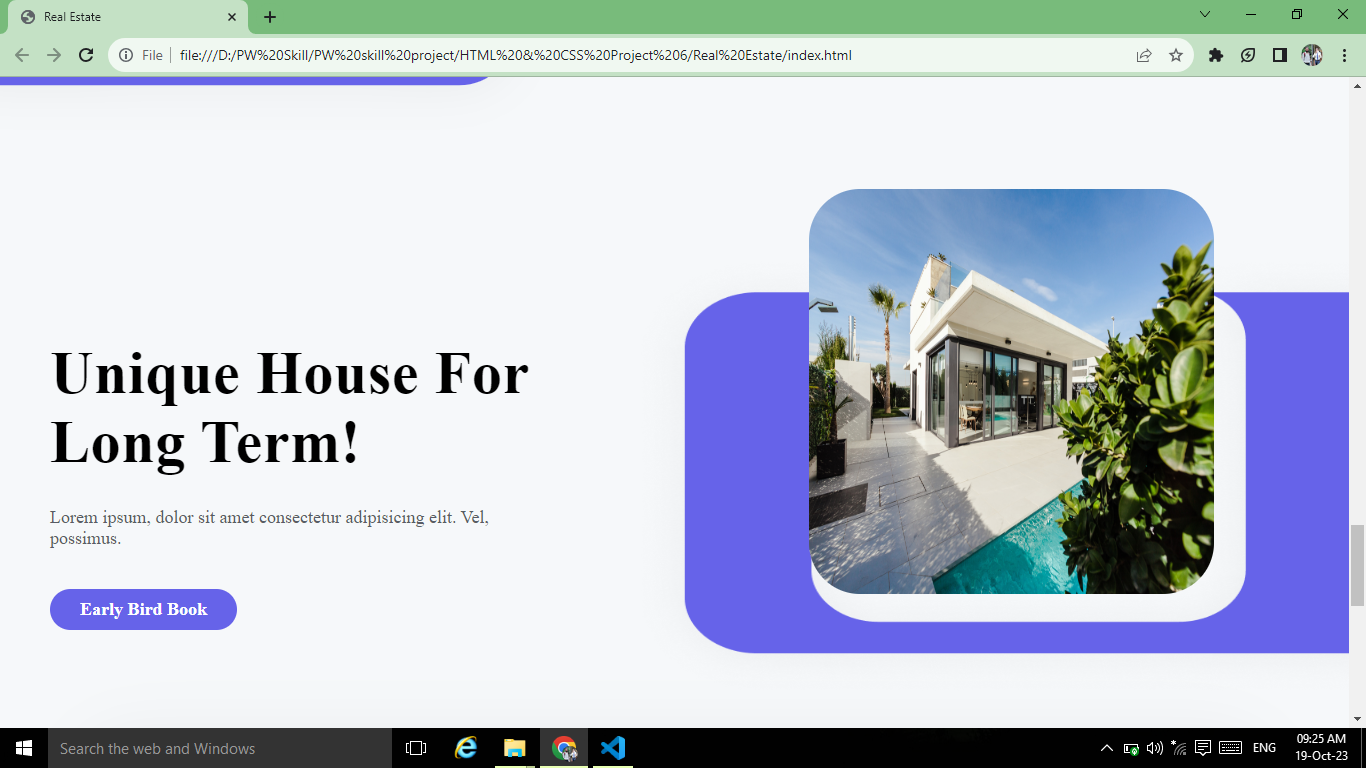 Real Estate
File
file:///D:/PW%20Skill/PW%20skill%20project/HTML%20&%20CSS%20Project%206/Real%20Estate/index.html
Unique House For
Long Term!
Lorem ipsum, dolor sit amet consectetur adipisicing elit. Vel,
possimus.
Early Bird Book
Search the web and Windows
ENG
09:25 AM
19-Oct-23